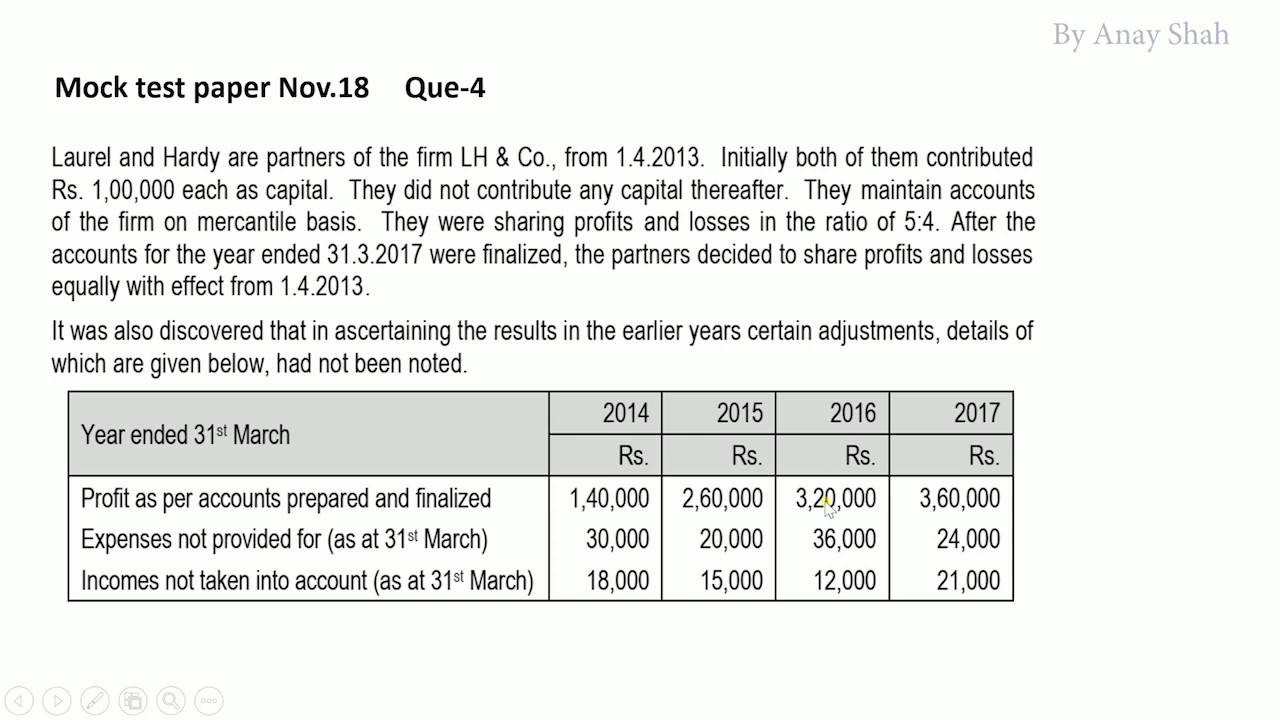 By Anay Shah
Mock test paper Nov.18 Que-4
Laurel and Hardy are partners of the firm LH & Co., from 1.4.2013. Initially both of them contributed
Rs. 1,00,000 each as capital. They did not contribute any capital thereafter. They maintain accounts
of the firm on mercantile basis. They were sharing profits and losses in the ratio of 5:4. After the
accounts for the year ended 31.3.2017 were finalized, the partners decided to share profits and losses
equally with effect from 1.4.2013.
It was also discovered that in ascertaining the results in the earlier years certain adjustments, details of
which are given below, had not been noted.
Year ended 31st March 2014 2015 2016 2017
Rs. Rs. Rs. Rs.
Profit as per accounts prepared and finalized 1,40,000 2,60,000 3,20,000 3,60,000
Expenses not provided for (as at 31st March) 30,000 20,000 36,000 24,000
Incomes not taken into account (as at 31st March) 18,000 15,000 12,000 21,000